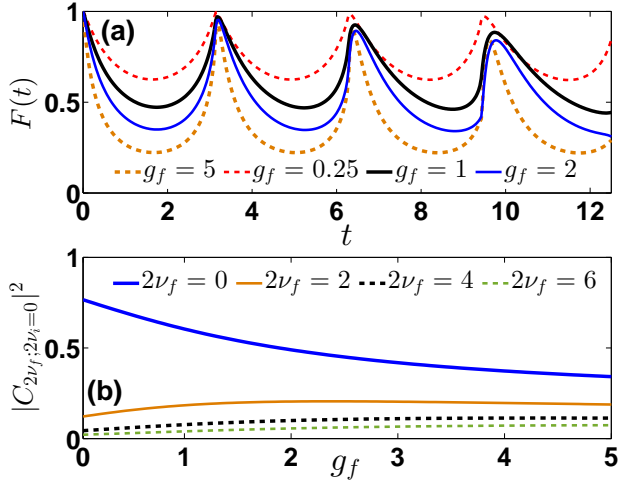 1
(a)
F(t)
0.5
g_f = 5 g_f = 0.25 g_f = 1 g_f = 2
0
0 2 4 6 8 10 12
t
1
2ν_f = 0 2ν_f = 2 2ν_f = 4 2ν_f = 6
|C_{2ν_f;2ν_i=0}|^2
0.5
(b)
0
0 1 2 3 4 5
g_f